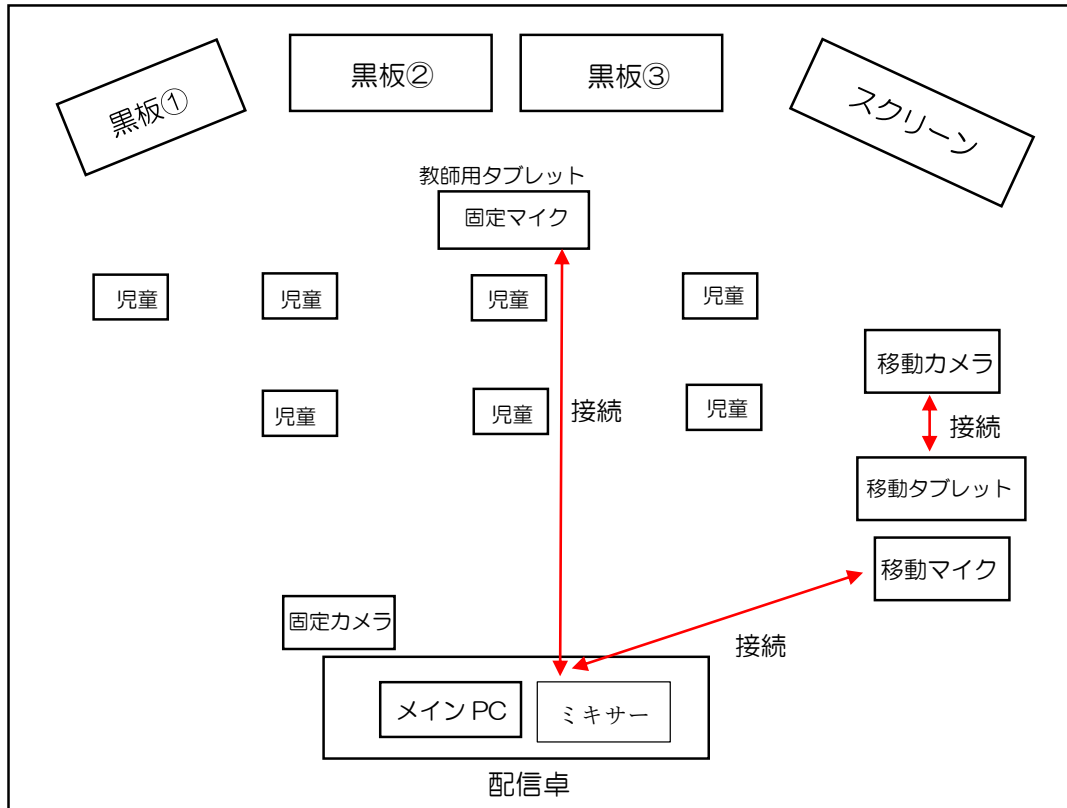 黒板①
黒板②
黒板③
スクリーン
教師用タブレット
固定マイク
児童
児童
児童
児童
移動カメラ
児童
児童
児童
接続
接続
移動タブレット
移動マイク
固定カメラ
接続
メイン PC
ミキサー
配信卓